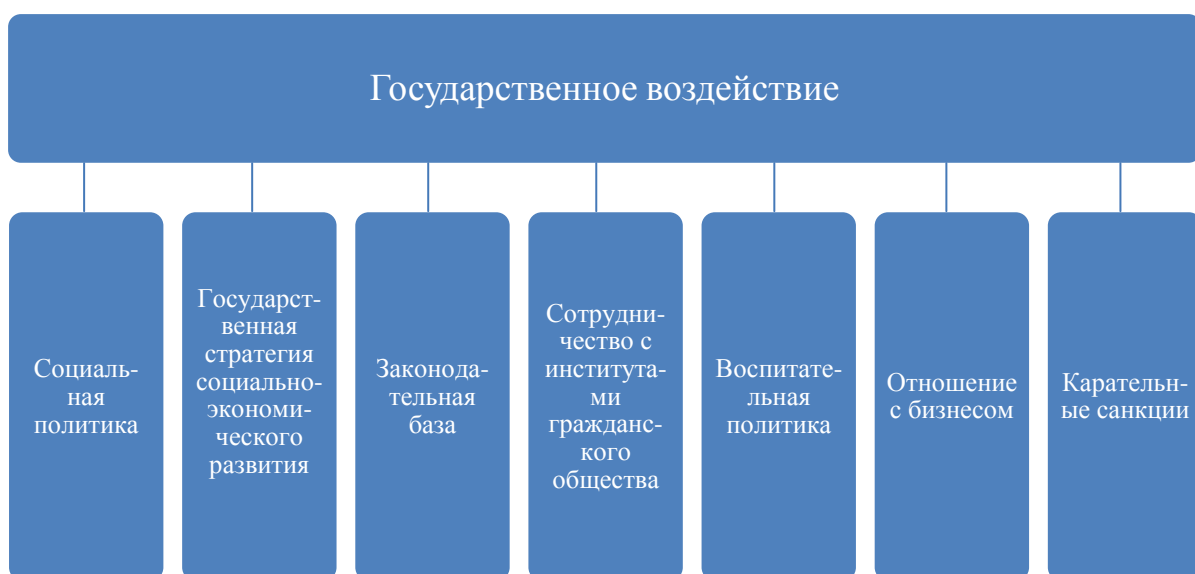 Государственное воздействие
Социаль-
ная
политика
Государст-
венная
стратегия
социально-
экономи-
ческого
развития
Законода-
тельная
база
Сотрудни-
чество с
института-
ми
гражданс-
кого
общества
Воспитате-
льная
политика
Отношение
с бизнесом
Карательн-
ые санкции